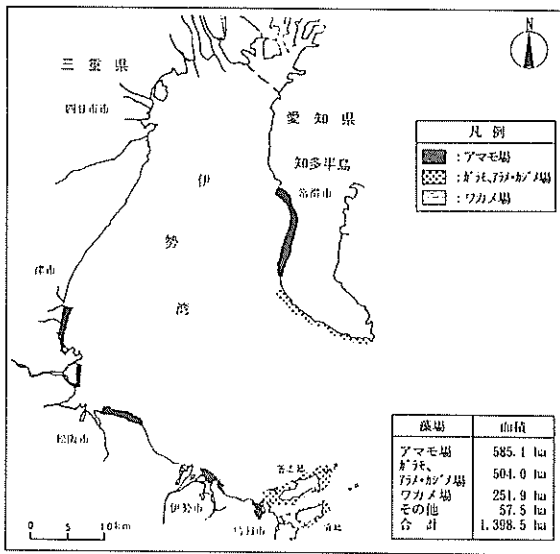 N
三重県
四日市市
愛知県
知多半島
常滑市
凡例
：アマモ場
：ｶﾞﾗﾓ､ｱﾗﾒ・ｶｼﾞﾒ場
：ワカメ場
伊
勢
湾
津市
松阪市
伊勢市
鳥羽市
答志島
菅島
0 5 10km
藻場 面積
アマモ場 585.1 ha
ｶﾞﾗﾓ､
ｱﾗﾒ・ｶｼﾞﾒ場 504.0 ha
ワカメ場 251.9 ha
その他 57.5 ha
合計 1,398.5 ha